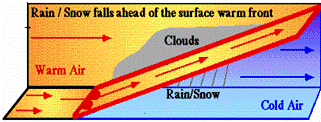 Rain / Snow falls ahead of the surface warm front
Clouds
Warm Air
Rain/Snow
Cold Air